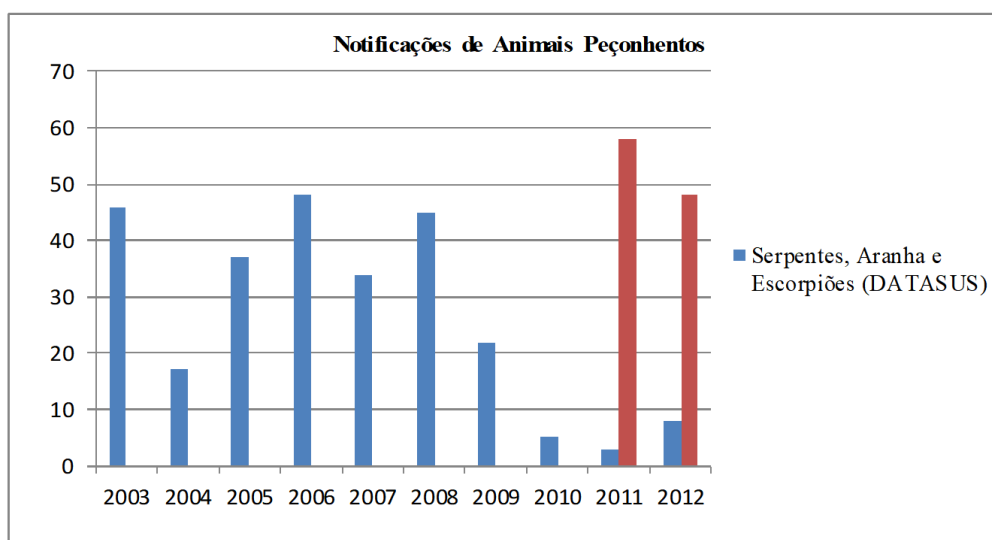 Notificações de Animais Peçonhentos
70
60
50
40
30
20
10
0
2003 2004 2005 2006 2007 2008 2009 2010 2011 2012
Serpentes, Aranha e
Escorpiões (DATASUS)